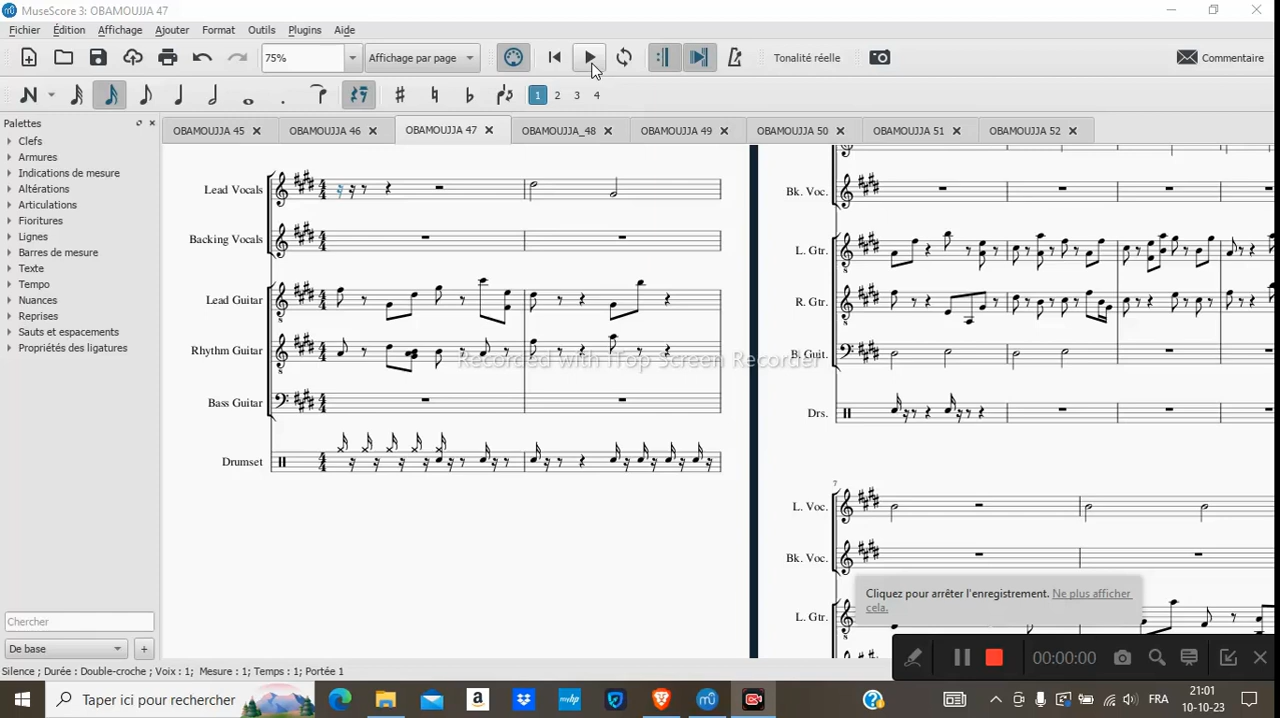 MuseScore 3: OBAMOUJJA 47
Fichier Édition Affichage Ajouter Format Outils Plugins Aide
75% Affichage par page Tonalité réelle Commentaire
1 2 3 4
Palettes
OBAMOUJJA 45 OBAMOUJJA 46 OBAMOUJJA 47 OBAMOUJJA_48 OBAMOUJJA 49 OBAMOUJJA 50 OBAMOUJJA 51 OBAMOUJJA 52
Clefs
Armures
Indications de mesure
Altérations
Articulations
Fioritures
Lignes
Barres de mesure
Texte
Tempo
Nuances
Reprises
Sauts et espacements
Propriétés des ligatures
Lead Vocals
Backing Vocals
Lead Guitar
Rhythm Guitar
Bass Guitar
Drumset
Recorded with iTop Screen Recorder
Bk. Voc.
L. Gtr.
R. Gtr.
B. Guit.
Drs.
7
L. Voc.
Bk. Voc.
L. Gtr.
Cliquez pour arrêter l'enregistrement. Ne plus afficher
cela.
00:00:00
Chercher
De base
Silence ; Durée : Double-croche ; Voix : 1; Mesure : 1; Temps : 1; Portée 1
Taper ici pour rechercher
FRA
21:01
10-10-23